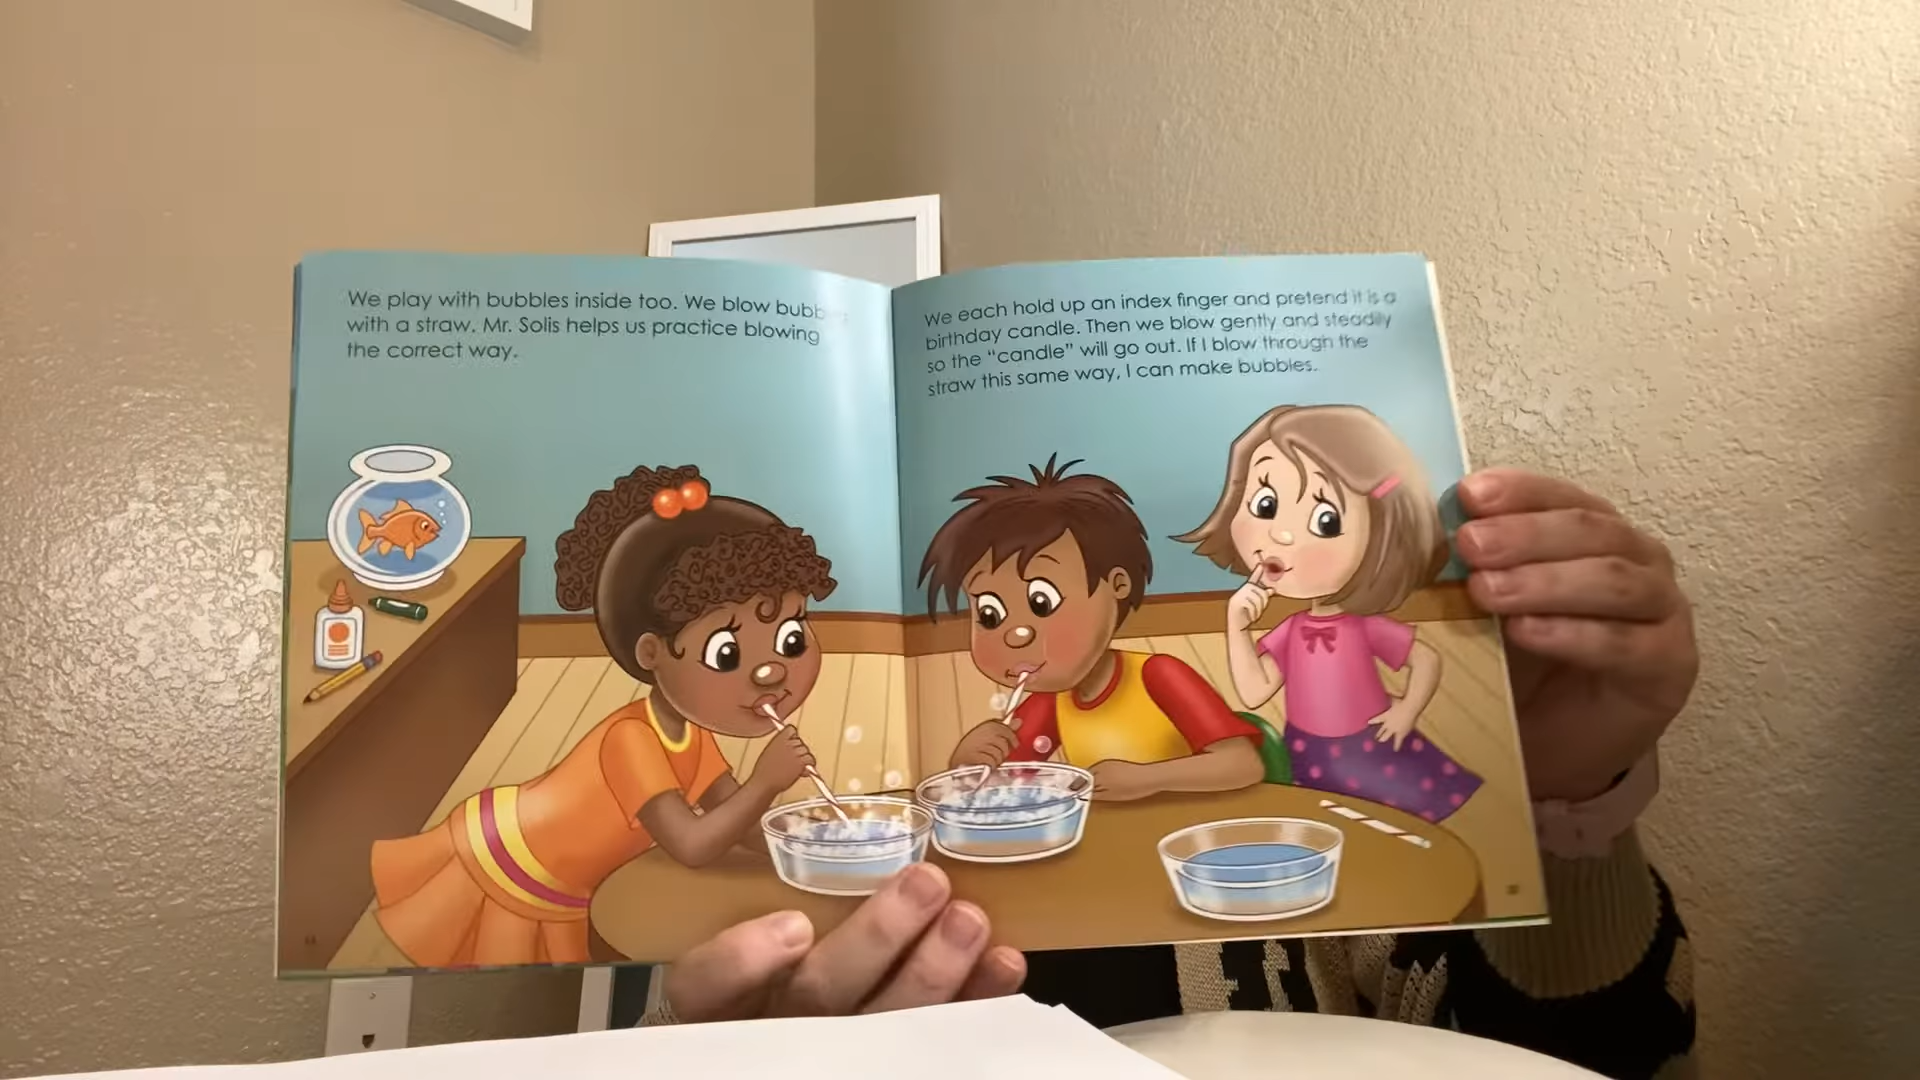 We play with bubbles inside too. We blow bubbles
with a straw. Mr. Solis helps us practice blowing
the correct way.
We each hold up an index finger and pretend it is a
birthday candle. Then we blow gently and steadily
so the “candle” will go out. If I blow through the
straw this same way, I can make bubbles.